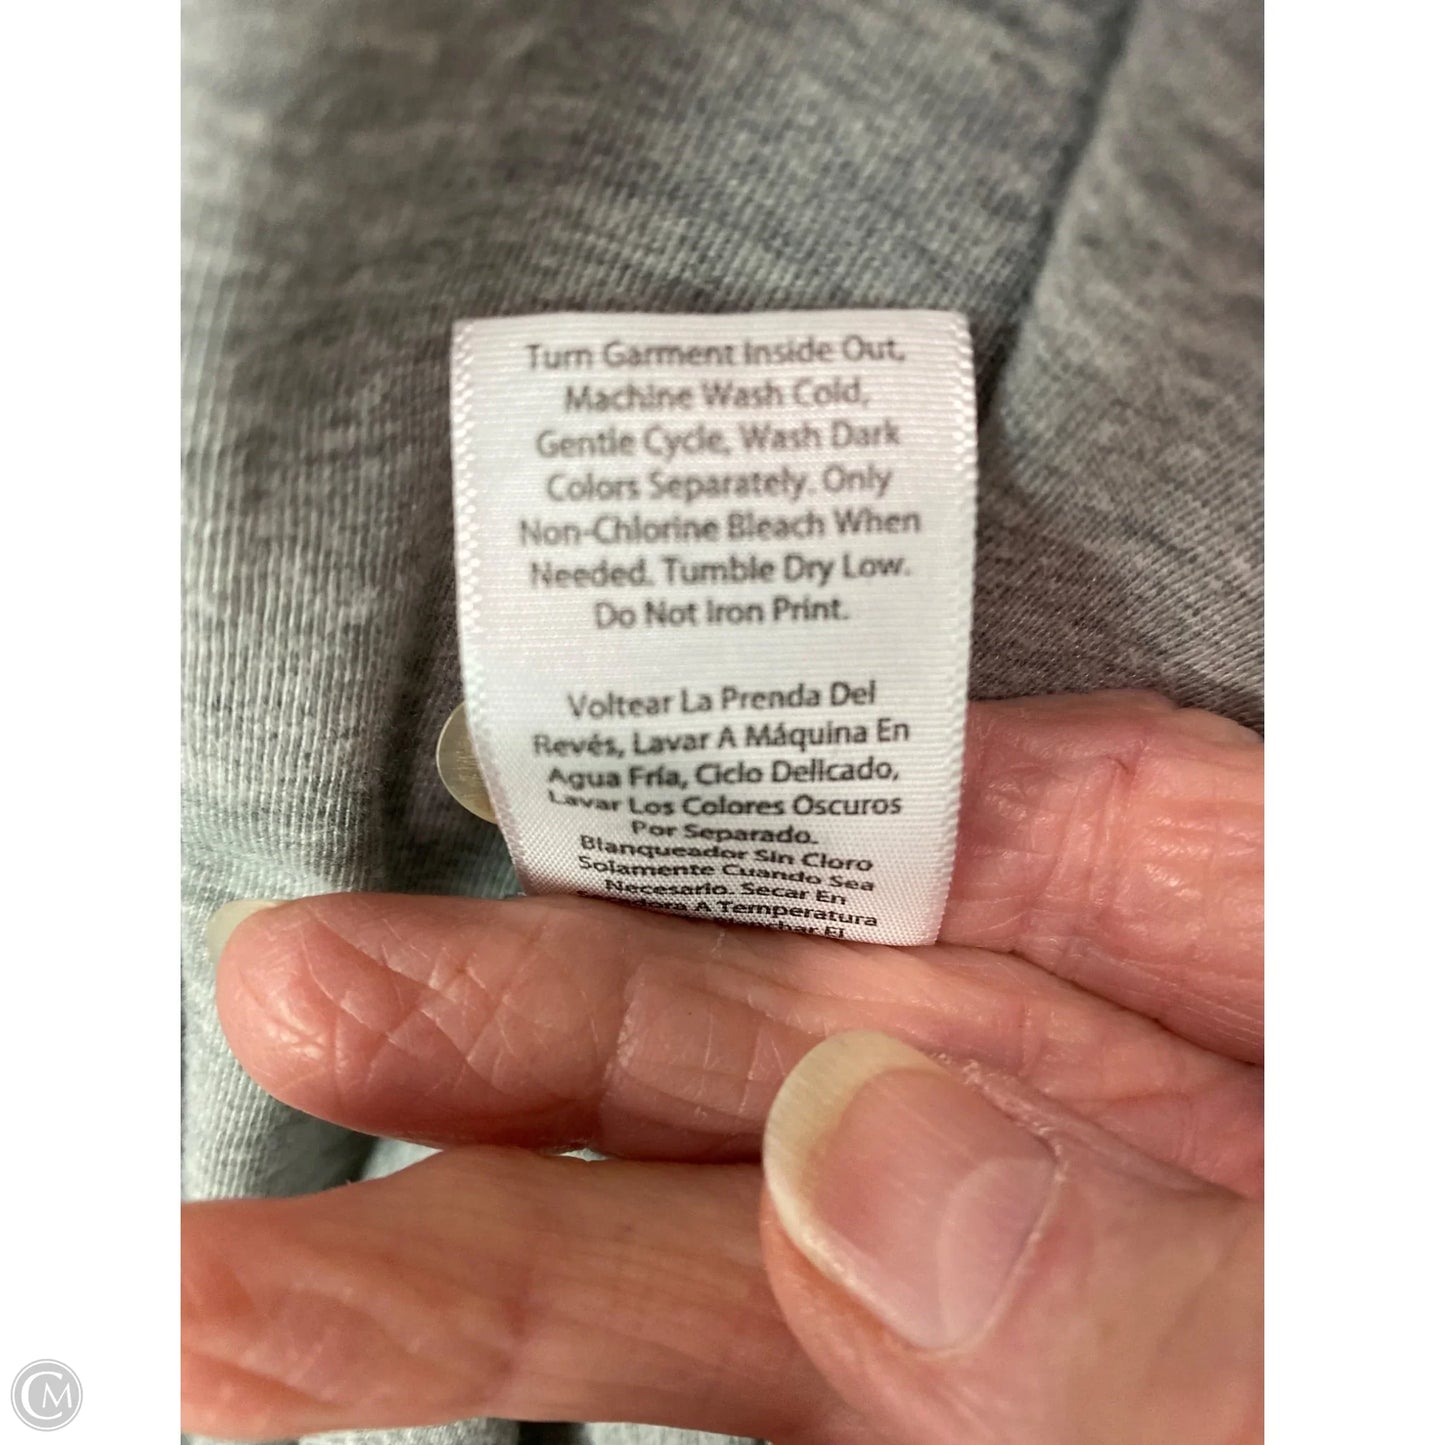 Turn Garment Inside Out,
Machine Wash Cold,
Gentle Cycle, Wash Dark
Colors Separately. Only
Non-Chlorine Bleach When
Needed. Tumble Dry Low.
Do Not Iron Print.
Voltear La Prenda Del
Revés, Lavar A Máquina En
Agua Fría, Ciclo Delicado,
Lavar Los Colores Oscuros
Por Separado.
Blanqueador Sin Cloro
Solamente Cuando Sea
Necesario. Secar En
A Temperatura
El
CM